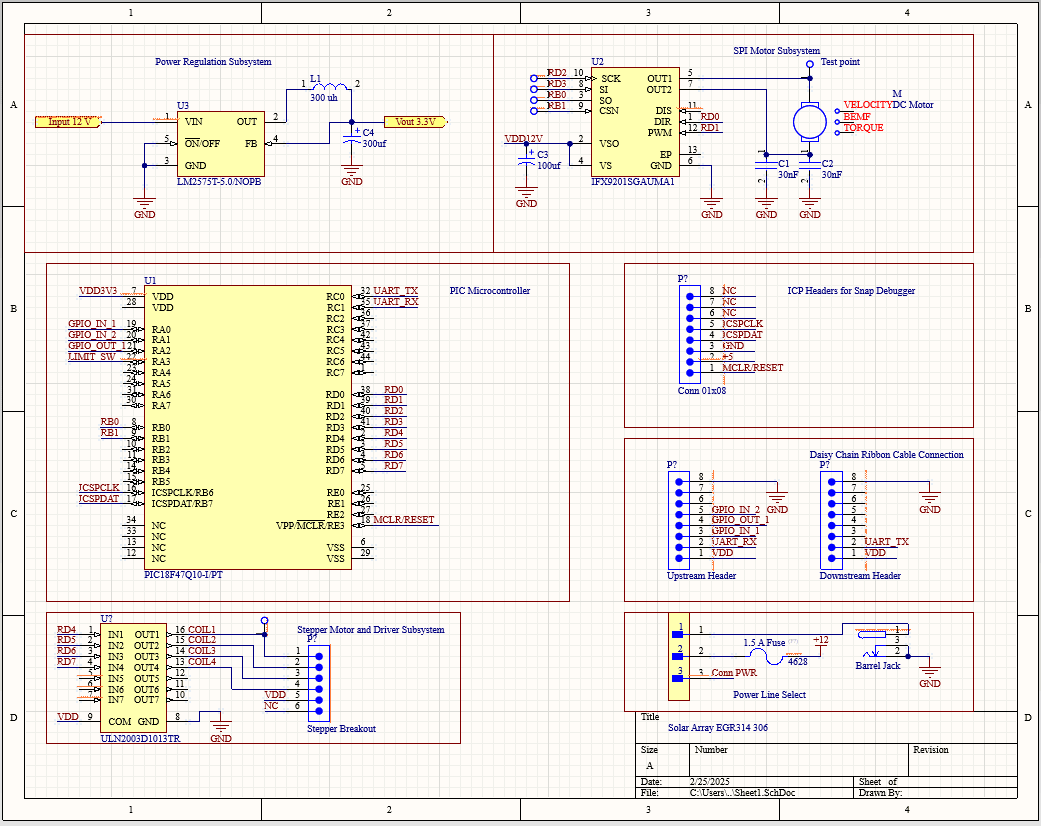 1 2 3 4
A
Power Regulation Subsystem
L1
1 2
300 uh
U3
Input 12 V
1 VIN OUT 2
5 ON/OFF FB 4
3 GND
LM2575T-5.0/NOPB
C4
300uf
Vout 3.3V
GND
GND
SPI Motor Subsystem
Test point
U2
RD2 10 SCK OUT1 5
RD3 8 SI OUT2 7
RB0 3 SO
RB1 9 CSN DIS 11
DIR 1 RD0
PWM 12 RD1
VDD12V 2 VSO
EP 13
4 VS GND 6
IFX9201SGAUMA1
C3
100uf
GND
GND
M
VELOCITY DC Motor
BEMF
TORQUE
C1 C2
30nF 30nF
GND GND
A
B
PIC Microcontroller
U1
VDD3V3 7 VDD
28 VDD
GPIO_IN_1 19 RA0
GPIO_IN_2 20 RA1
GPIO_OUT_1 21 RA2
LIMIT_SW RA3
RA4
RA5
RA6
30 RA7
RB0 8 RB0
RB1 9 RB1
10 RB2
11 RB3
14 RB4
15 RB5
ICSPCLK 16 ICSPCLK/RB6
ICSPDAT 17 ICSPDAT/RB7
34 NC
33 NC
13 NC
12 NC
RC0 32 UART_TX
RC1 35 UART_RX
RC2 36
RC3 37
RC4 42
RC5 43
RC6 44
RC7 1
RD0 38 RD0
RD1 39 RD1
RD2 40 RD2
RD3 41 RD3
RD4 2 RD4
RD5 3 RD5
RD6 4 RD6
RD7 5 RD7
RE0 25
RE1 26
RE2 27
VPP/MCLR/RE3 18 MCLR/RESET
VSS 6
VSS 29
PIC18F47Q10-I/PT
ICP Headers for Snap Debugger
P?
8 NC
7 NC
6 NC
5 ICSPCLK
4 ICSPDAT
3 GND
2 +5
1 MCLR/RESET
Conn 01x08
B
C
Daisy Chain Ribbon Cable Connection
P?
8
7
6
5 GPIO_IN_2
4 GPIO_OUT_1
3 GPIO_IN_1
2 UART_RX
1 VDD
GND
Upstream Header
P?
8
7
6
5
4
3
2 UART_TX
1 VDD
GND
Downstream Header
C
D
Stepper Motor and Driver Subsystem
U?
RD4 1 IN1 OUT1 16 COIL1
RD5 2 IN2 OUT2 15 COIL2
RD6 3 IN3 OUT3 14 COIL3
RD7 4 IN4 OUT4 13 COIL4
5 IN5 OUT5 12
6 IN6 OUT6 11
7 IN7 OUT7 10
VDD 9 COM GND 8
ULN2003D1013TR
GND
P?
1
2
3
4
VDD 5
NC 6
Stepper Breakout
1 1
2 2
3 3 Conn PWR
1.5 A Fuse
4628
+12
1
3
2
Barrel Jack
GND
Power Line Select
D
Title
Solar Array EGR314 306
Size Number Revision
A
Date: 2/25/2025 Sheet of
File: C:\Users\..\Sheet1.SchDoc Drawn By:
1 2 3 4